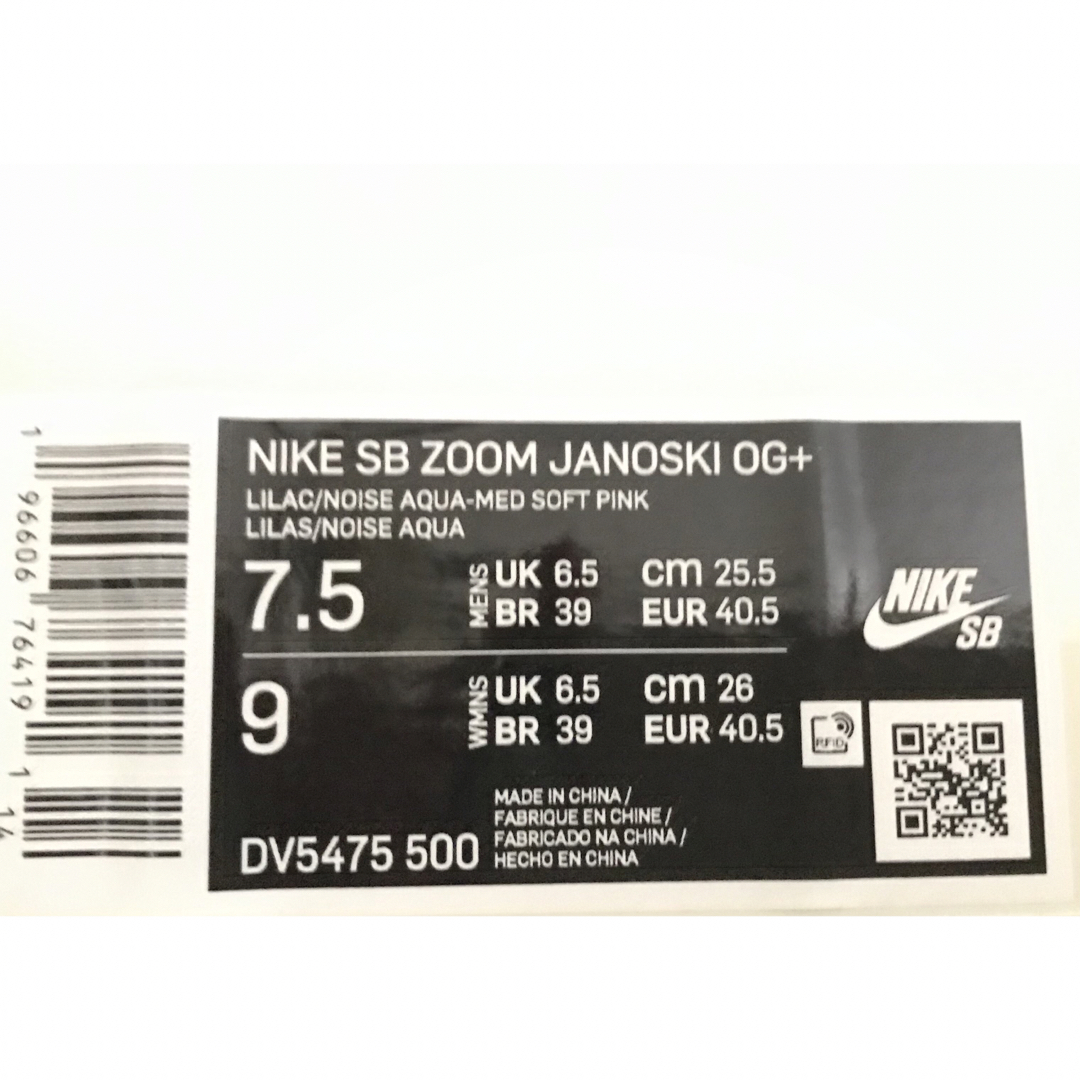 NIKE SB ZOOM JANOSKI OG+
LILAC/NOISE AQUA-MED SOFT PINK
LILAS/NOISE AQUA
7.5
MENS
UK 6.5 cm 25.5
BR 39 EUR 40.5
9
WMNS
UK 6.5 cm 26
BR 39 EUR 40.5
DV5475 500
MADE IN CHINA /
FABRIQUE EN CHINE /
FABRICADO NA CHINA /
HECHO EN CHINA
NIKE
SB
RFID
1 96606 76419 1 14